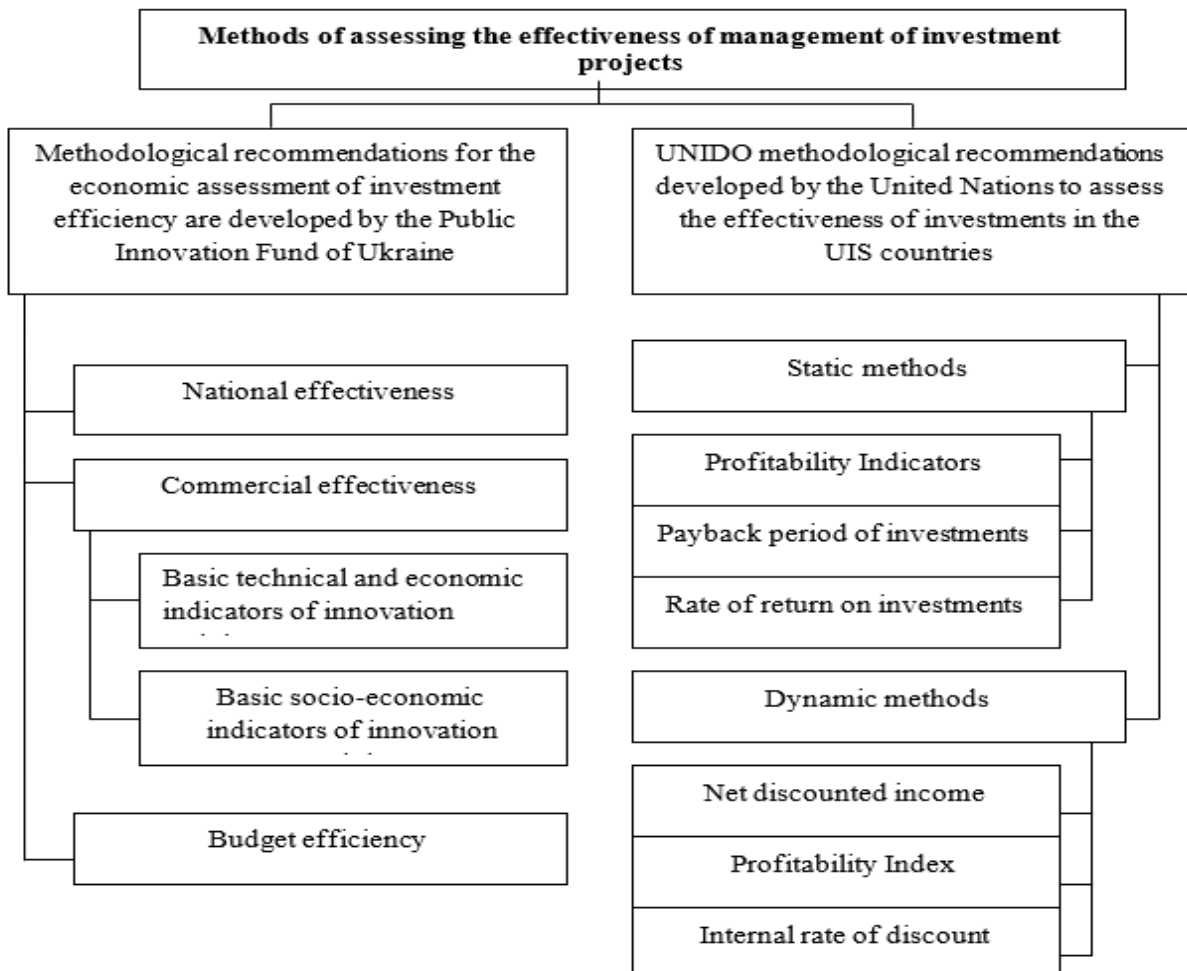 Methods of assessing the effectiveness of management of investment
projects
Methodological recommendations for the
economic assessment of investment
efficiency are developed by the Public
Innovation Fund of Ukraine
National effectiveness
Commercial effectiveness
Basic technical and economic
indicators of innovation
Basic socio-economic
indicators of innovation
Budget efficiency
UNIDO methodological recommendations
developed by the United Nations to assess
the effectiveness of investments in the
UIS countries
Static methods
Profitability Indicators
Payback period of investments
Rate of return on investments
Dynamic methods
Net discounted income
Profitability Index
Internal rate of discount